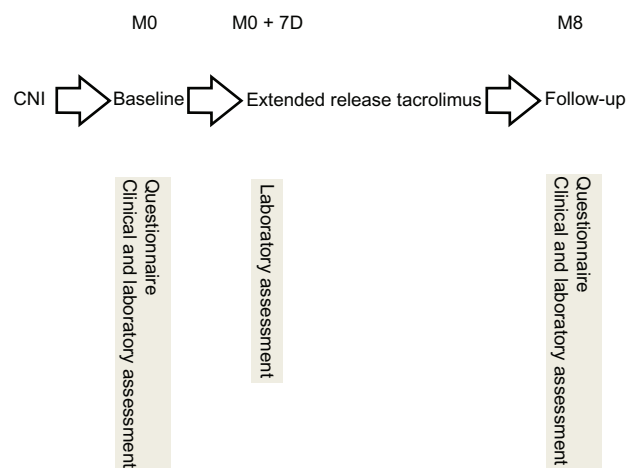 M0 M0 + 7D M8
CNI Baseline Extended release tacrolimus Follow-up
Questionnaire
Clinical and laboratory assessment
Laboratory assessment
Questionnaire
Clinical and laboratory assessment